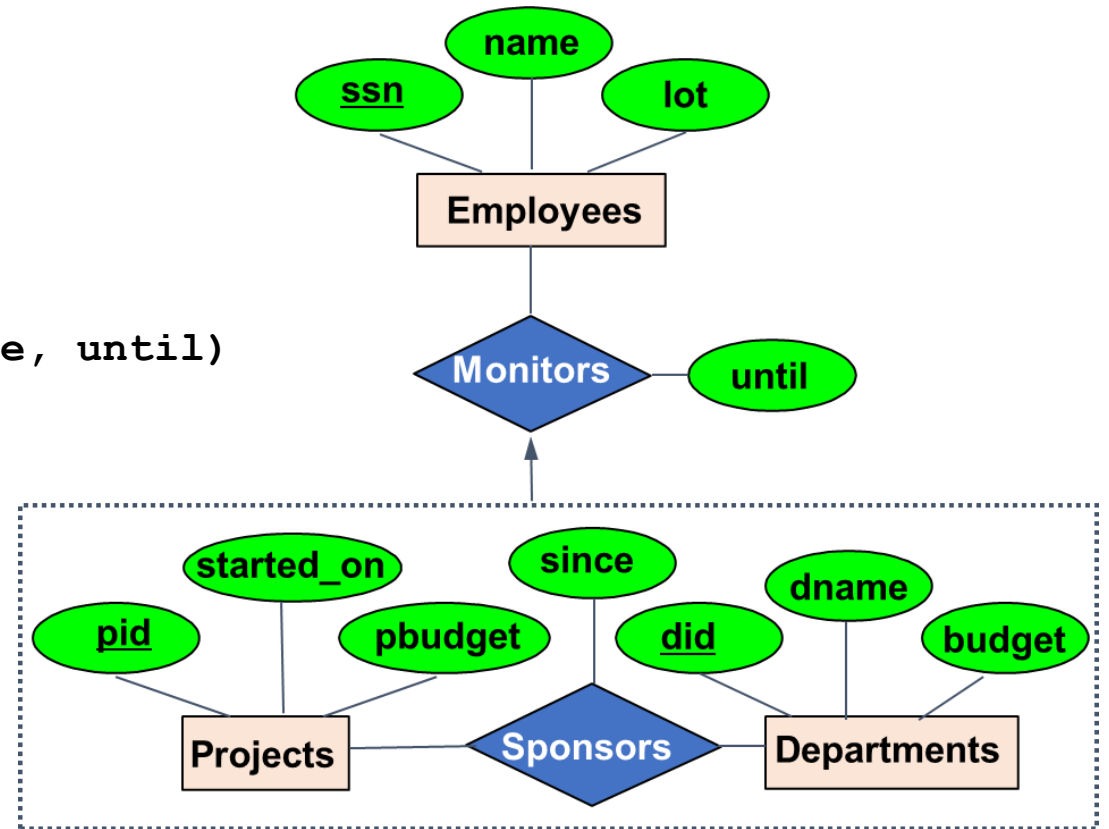 name
ssn
lot
Employees
e, until)
Monitors
until
since
started_on
dname
pid
pbudget
did
budget
Projects
Sponsors
Departments